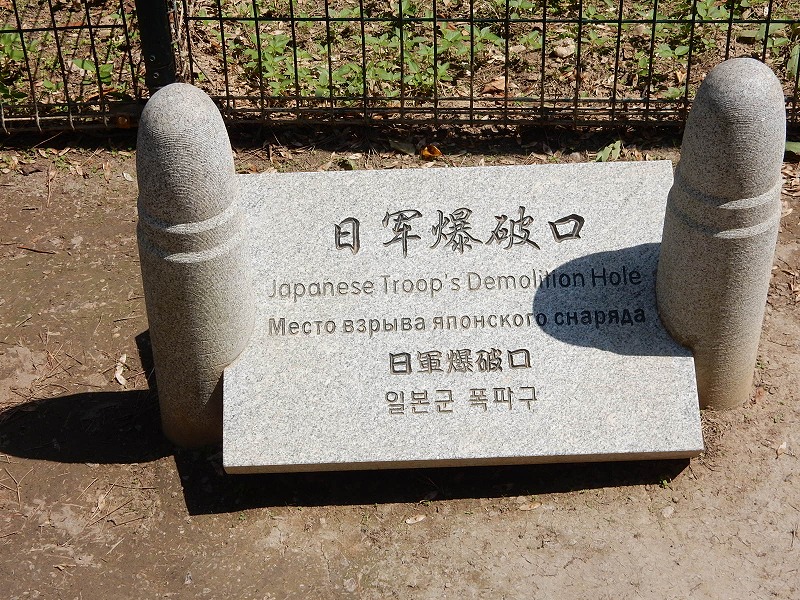 日军爆破口
Japanese Troop's Demolition Hole
Место взрыва японского снаряда
日軍爆破口
일본군 폭파구